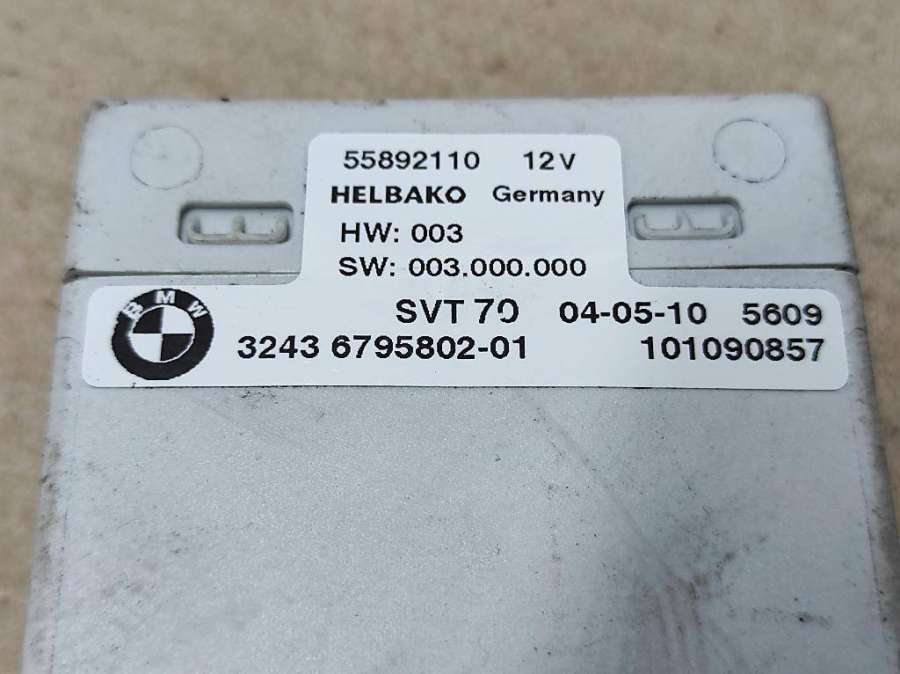 55892110 12V
HELBAKO Germany
HW: 003
SW: 003.000.000
SVT 70 04-05-10 5609
BMW
3243 6795802-01 101090857